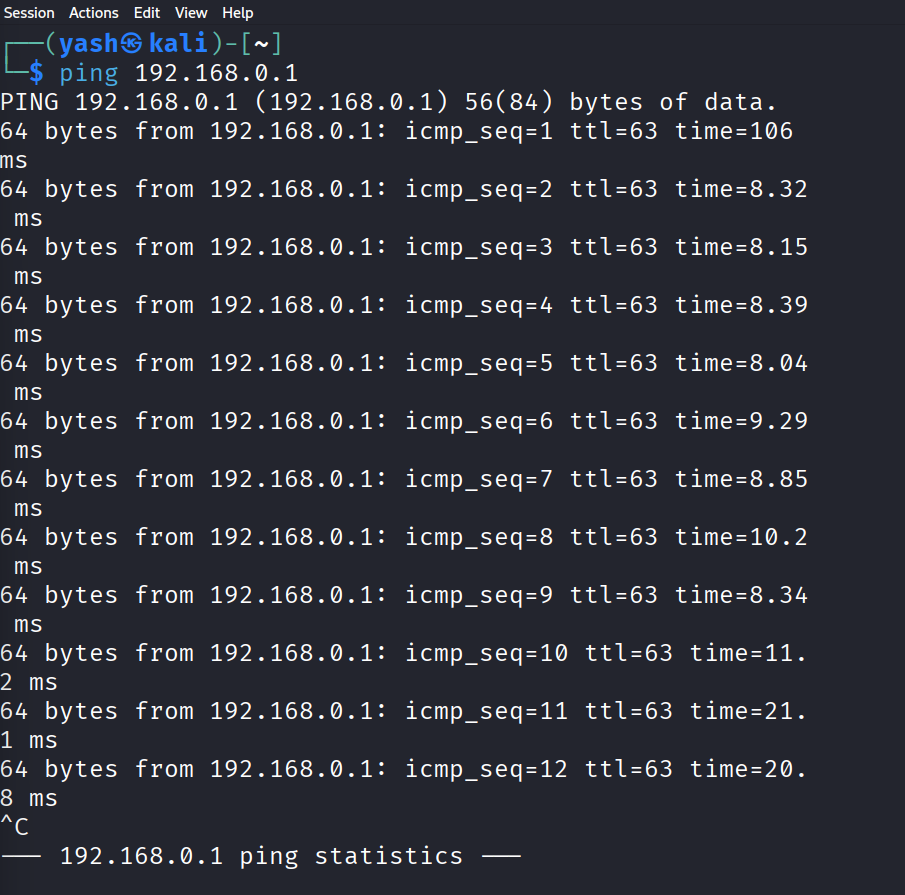 Session Actions Edit View Help
┌──(yash㉿kali)-[~]
└─$ ping 192.168.0.1
PING 192.168.0.1 (192.168.0.1) 56(84) bytes of data.
64 bytes from 192.168.0.1: icmp_seq=1 ttl=63 time=106
ms
64 bytes from 192.168.0.1: icmp_seq=2 ttl=63 time=8.32
 ms
64 bytes from 192.168.0.1: icmp_seq=3 ttl=63 time=8.15
 ms
64 bytes from 192.168.0.1: icmp_seq=4 ttl=63 time=8.39
 ms
64 bytes from 192.168.0.1: icmp_seq=5 ttl=63 time=8.04
 ms
64 bytes from 192.168.0.1: icmp_seq=6 ttl=63 time=9.29
 ms
64 bytes from 192.168.0.1: icmp_seq=7 ttl=63 time=8.85
 ms
64 bytes from 192.168.0.1: icmp_seq=8 ttl=63 time=10.2
 ms
64 bytes from 192.168.0.1: icmp_seq=9 ttl=63 time=8.34
 ms
64 bytes from 192.168.0.1: icmp_seq=10 ttl=63 time=11.
2 ms
64 bytes from 192.168.0.1: icmp_seq=11 ttl=63 time=21.
1 ms
64 bytes from 192.168.0.1: icmp_seq=12 ttl=63 time=20.
8 ms
^C
--- 192.168.0.1 ping statistics ---